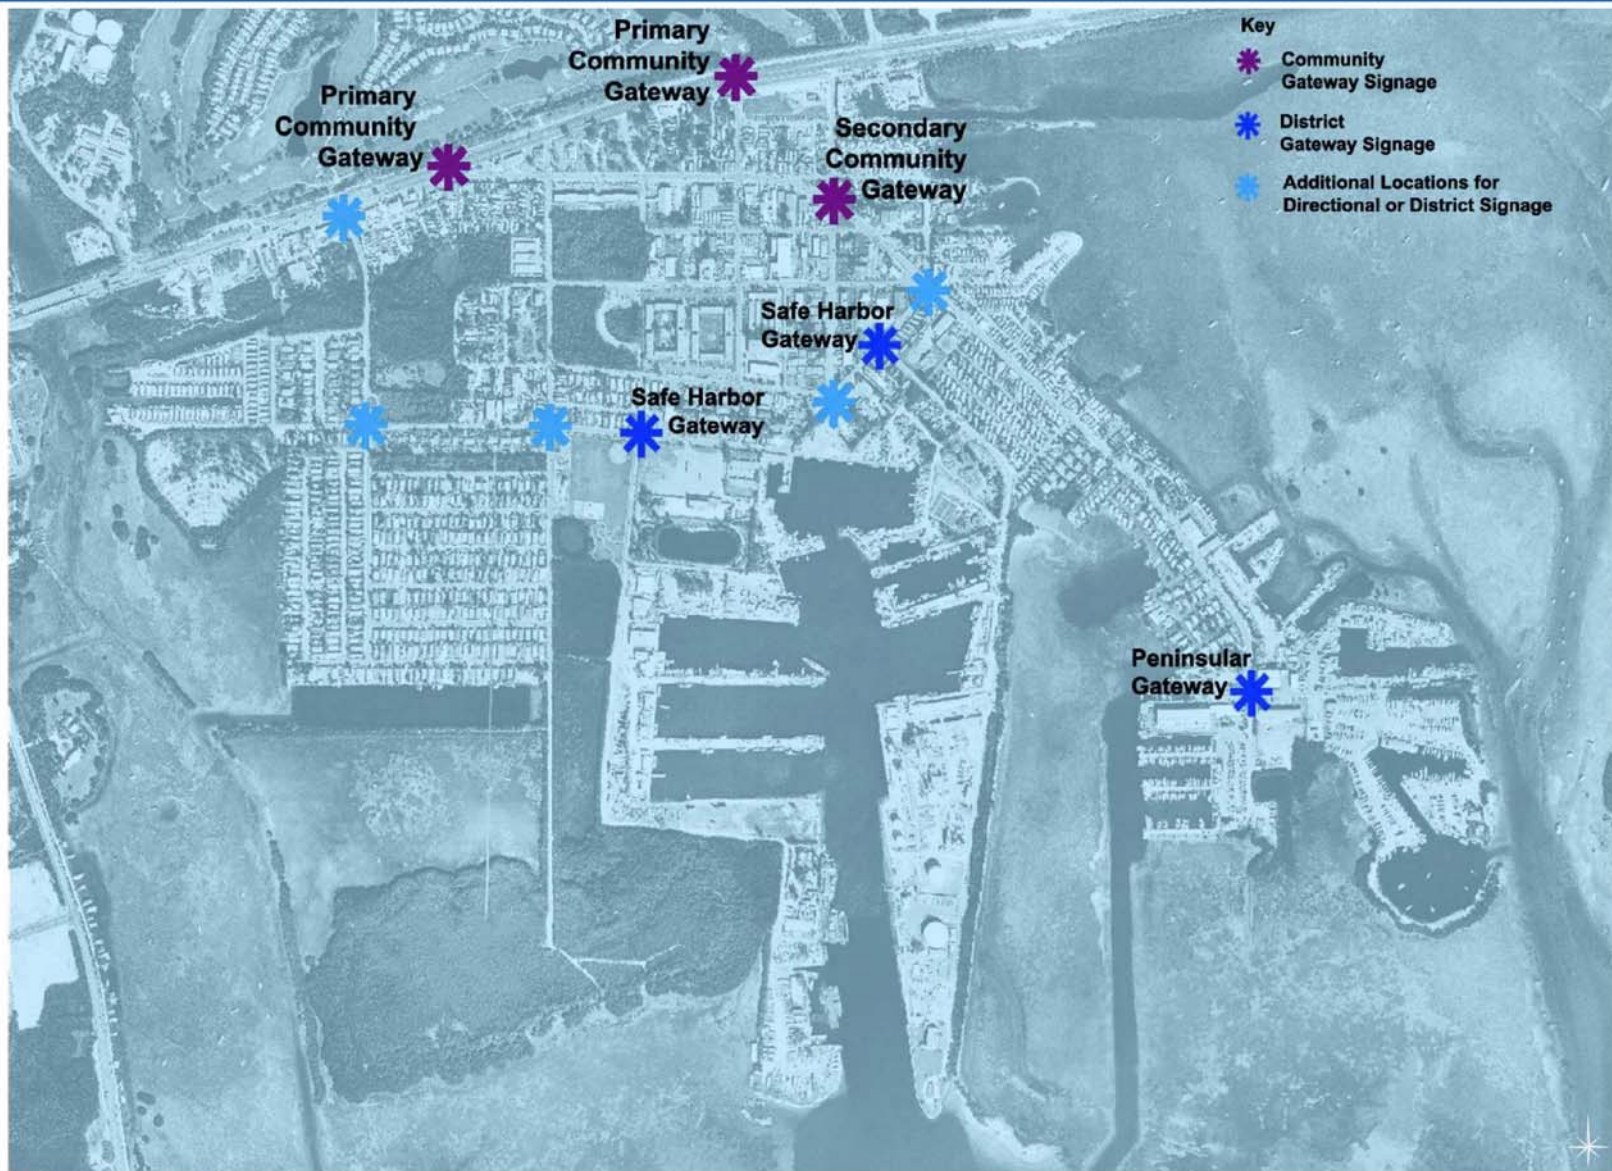 Primary
Community
Gateway
Primary
Community
Gateway
Secondary
Community
Gateway
Safe Harbor
Gateway
Safe Harbor
Gateway
Peninsular
Gateway
Key
Community
Gateway Signage
District
Gateway Signage
Additional Locations for
Directional or District Signage